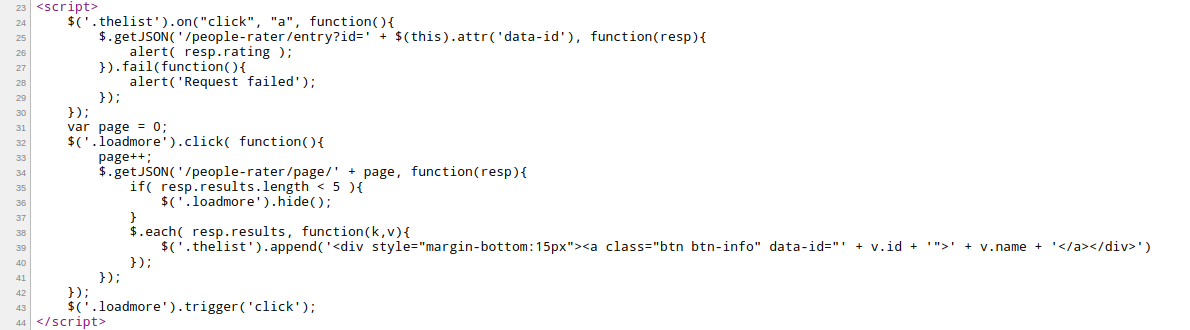 23 <script>
24     $('.thelist').on("click", "a", function(){
25         $.getJSON('/people-rater/entry?id=' + $(this).attr('data-id'), function(resp){
26             alert( resp.rating );
27         }).fail(function(){
28             alert('Request failed');
29         });
30     });
31     var page = 0;
32     $('.loadmore').click( function(){
33         page++;
34         $.getJSON('/people-rater/page/' + page, function(resp){
35             if( resp.results.length < 5 ){
36                 $('.loadmore').hide();
37             }
38             $.each( resp.results, function(k,v){
39                 $('.thelist').append('<div style="margin-bottom:15px"><a class="btn btn-info" data-id="' + v.id + '">' + v.name + '</a></div>')
40             });
41         });
42     });
43     $('.loadmore').trigger('click');
44 </script>